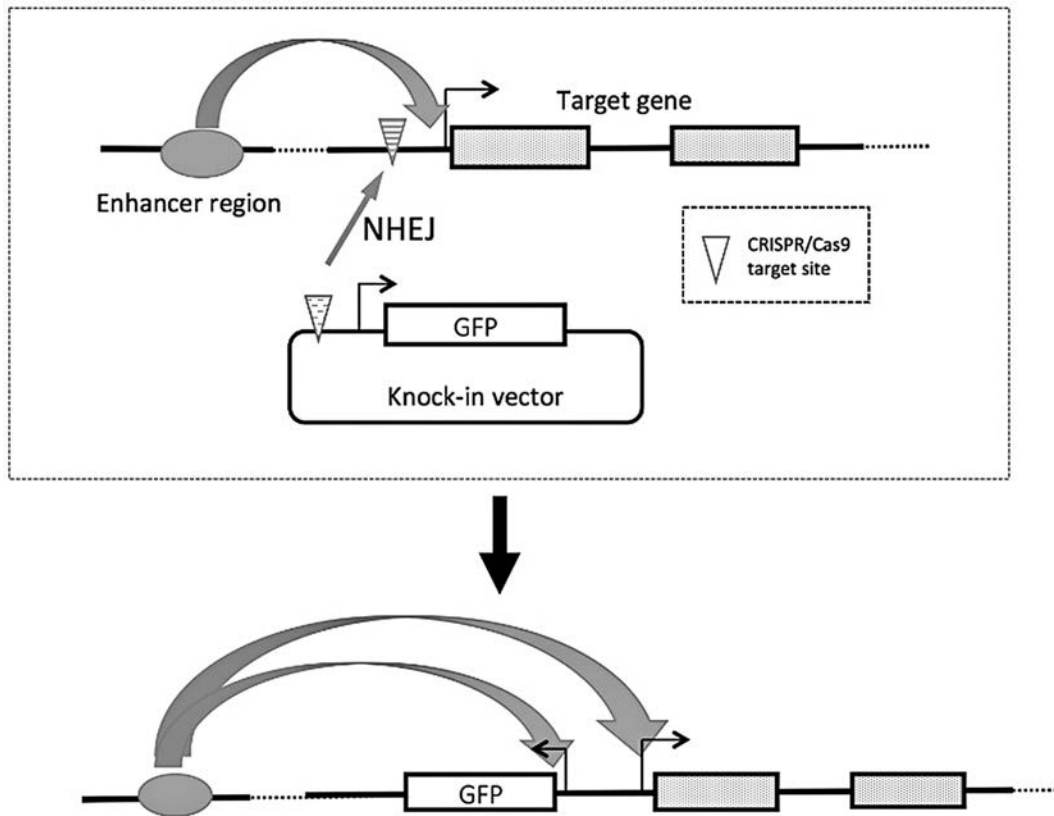 Target gene
Enhancer region
NHEJ
CRISPR/Cas9
target site
GFP
Knock-in vector
GFP